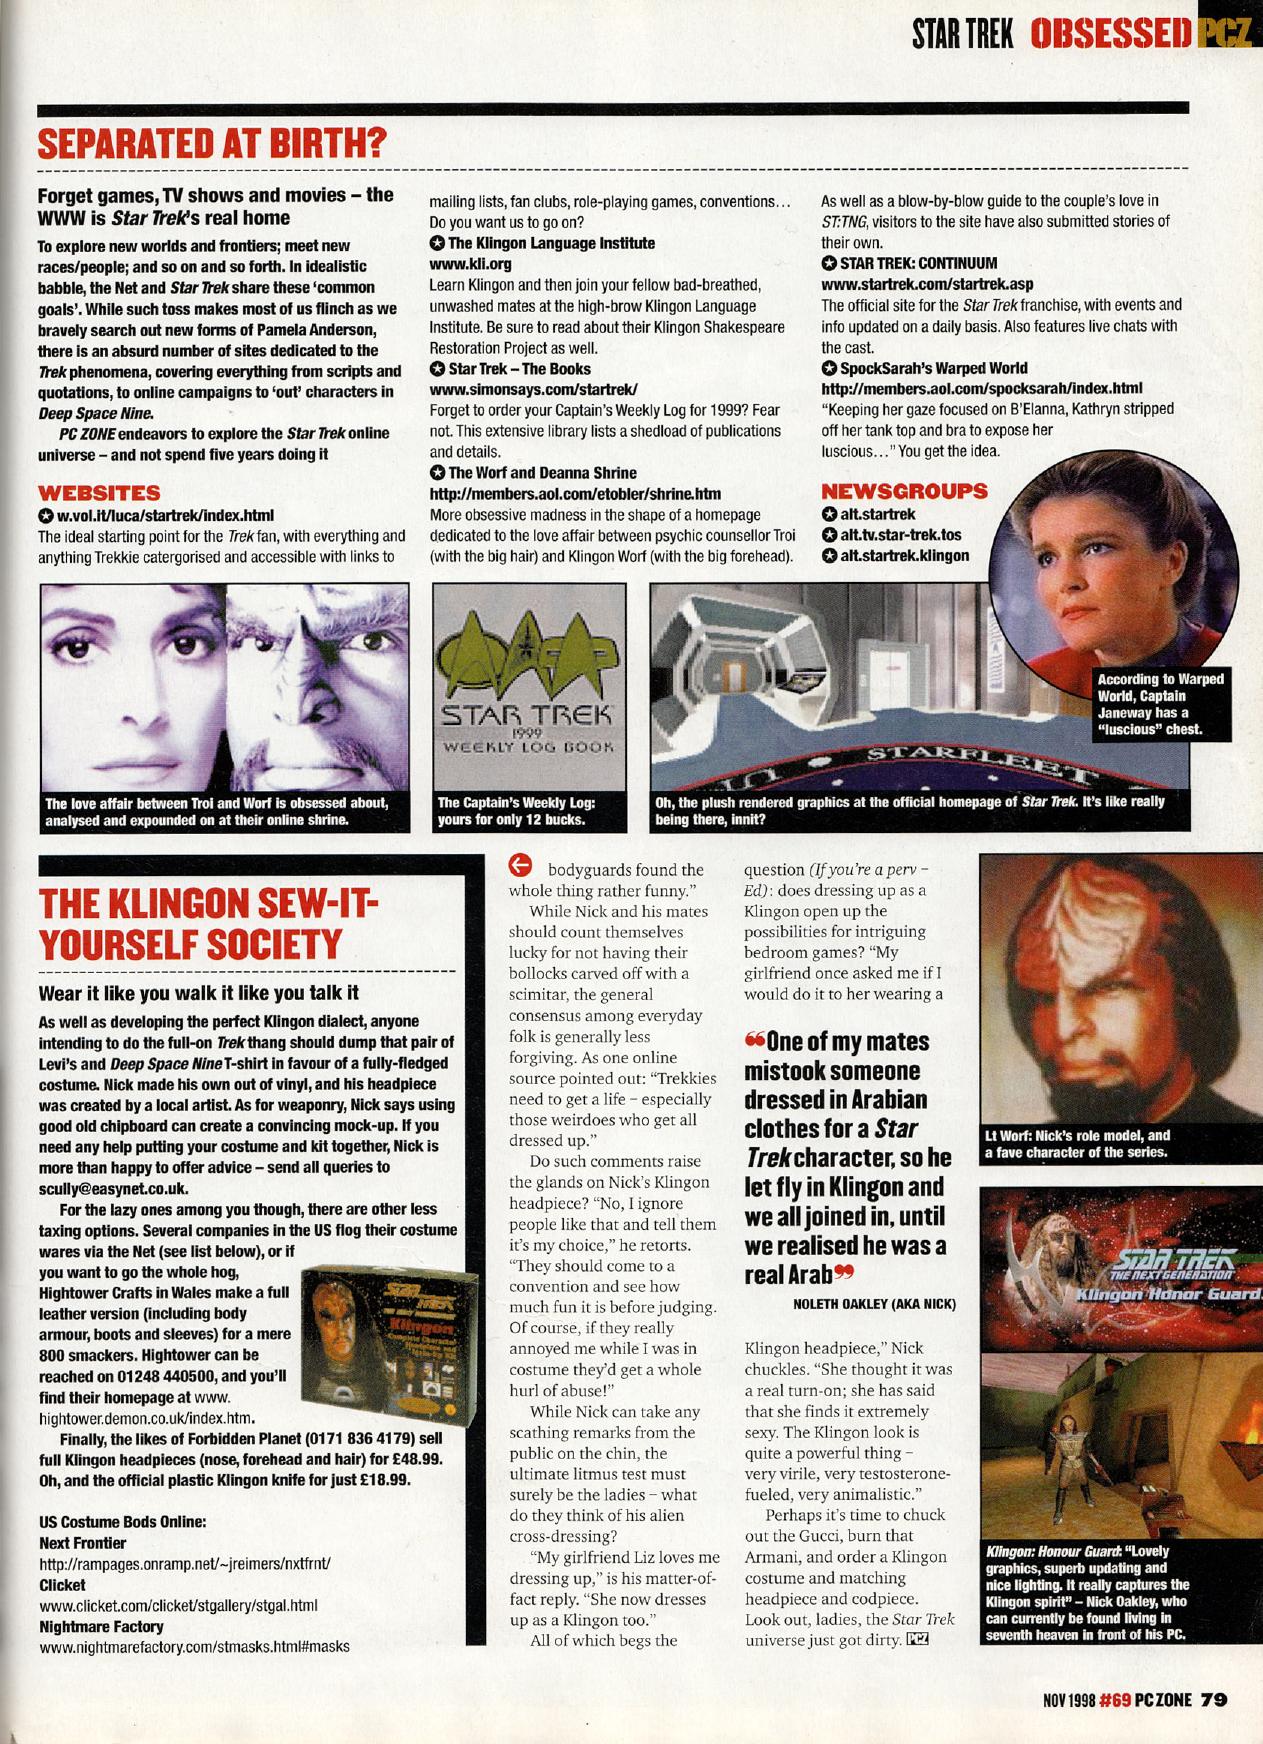 STAR TREK OBSESSED PCZ
SEPARATED AT BIRTH?
Forget games, TV shows and movies – the
WWW is Star Trek's real home
To explore new worlds and frontiers; meet new
races/people; and so on and so forth. In idealistic
babble, the Net and Star Trek share these 'common
goals'. While such toss makes most of us flinch as we
bravely search out new forms of Pamela Anderson,
there is an absurd number of sites dedicated to the
Trek phenomena, covering everything from scripts and
quotations, to online campaigns to 'out' characters in
Deep Space Nine.
PC ZONE endeavors to explore the Star Trek online
universe – and not spend five years doing it
WEBSITES
w.vol.it/luca/startrek/index.html
The ideal starting point for the Trek fan, with everything and
anything Trekkie catergorised and accessible with links to
mailing lists, fan clubs, role-playing games, conventions...
Do you want us to go on?
The Klingon Language Institute
www.kli.org
Learn Klingon and then join your fellow bad-breathed,
unwashed mates at the high-brow Klingon Language
Institute. Be sure to read about their Klingon Shakespeare
Restoration Project as well.
Star Trek – The Books
www.simonsays.com/startrek/
Forget to order your Captain's Weekly Log for 1999? Fear
not. This extensive library lists a shedload of publications
and details.
The Worf and Deanna Shrine
http://members.aol.com/etobler/shrine.htm
More obsessive madness in the shape of a homepage
dedicated to the love affair between psychic counsellor Troi
(with the big hair) and Klingon Worf (with the big forehead).
As well as a blow-by-blow guide to the couple's love in
ST:TNG, visitors to the site have also submitted stories of
their own.
STAR TREK: CONTINUUM
www.startrek.com/startrek.asp
The official site for the Star Trek franchise, with events and
info updated on a daily basis. Also features live chats with
the cast.
SpockSarah's Warped World
http://members.aol.com/spocksarah/index.html
"Keeping her gaze focused on B'Elanna, Kathryn stripped
off her tank top and bra to expose her
luscious..." You get the idea.
NEWSGROUPS
alt.startrek
alt.tv.star-trek.tos
alt.startrek.klingon
According to Warped
World, Captain
Janeway has a
"luscious" chest.
The love affair between Troi and Worf is obsessed about,
analysed and expounded on at their online shrine.
STAR TREK
1999
WEEKLY LOG BOOK
The Captain's Weekly Log:
yours for only 12 bucks.
STARFLEET
Oh, the plush rendered graphics at the official homepage of Star Trek. It's like really
being there, innit?
THE KLINGON SEW-IT-
YOURSELF SOCIETY
Wear it like you walk it like you talk it
As well as developing the perfect Klingon dialect, anyone
intending to do the full-on Trek thang should dump that pair of
Levi's and Deep Space Nine T-shirt in favour of a fully-fledged
costume. Nick made his own out of vinyl, and his headpiece
was created by a local artist. As for weaponry, Nick says using
good old chipboard can create a convincing mock-up. If you
need any help putting your costume and kit together, Nick is
more than happy to offer advice – send all queries to
scully@easynet.co.uk.
For the lazy ones among you though, there are other less
taxing options. Several companies in the US flog their costume
wares via the Net (see list below), or if
you want to go the whole hog,
Hightower Crafts in Wales make a full
leather version (including body
armour, boots and sleeves) for a mere
800 smackers. Hightower can be
reached on 01248 440500, and you'll
find their homepage at www.
hightower.demon.co.uk/index.htm.
Finally, the likes of Forbidden Planet (0171 836 4179) sell
full Klingon headpieces (nose, forehead and hair) for £48.99.
Oh, and the official plastic Klingon knife for just £18.99.
STAR TREK
Klingon
US Costume Bods Online:
Next Frontier
http://rampages.onramp.net/~jreimers/nxtfrnt/
Clicket
www.clicket.com/clicket/stgallery/stgal.html
Nightmare Factory
www.nightmarefactory.com/stmasks.html#masks
bodyguards found the
whole thing rather funny."
While Nick and his mates
should count themselves
lucky for not having their
bollocks carved off with a
scimitar, the general
consensus among everyday
folk is generally less
forgiving. As one online
source pointed out: "Trekkies
need to get a life – especially
those weirdoes who get all
dressed up."
Do such comments raise
the glands on Nick's Klingon
headpiece? "No, I ignore
people like that and tell them
it's my choice," he retorts.
"They should come to a
convention and see how
much fun it is before judging.
Of course, if they really
annoyed me while I was in
costume they'd get a whole
hurl of abuse!"
While Nick can take any
scathing remarks from the
public on the chin, the
ultimate litmus test must
surely be the ladies – what
do they think of his alien
cross-dressing?
"My girlfriend Liz loves me
dressing up," is his matter-of-
fact reply. "She now dresses
up as a Klingon too."
All of which begs the
question (If you're a perv –
Ed): does dressing up as a
Klingon open up the
possibilities for intriguing
bedroom games? "My
girlfriend once asked me if I
would do it to her wearing a
"One of my mates
mistook someone
dressed in Arabian
clothes for a Star
Trek character, so he
let fly in Klingon and
we all joined in, until
we realised he was a
real Arab"
NOLETH OAKLEY (AKA NICK)
Klingon headpiece," Nick
chuckles. "She thought it was
a real turn-on; she has said
that she finds it extremely
sexy. The Klingon look is
quite a powerful thing –
very virile, very testosterone-
fueled, very animalistic."
Perhaps it's time to chuck
out the Gucci, burn that
Armani, and order a Klingon
costume and matching
headpiece and codpiece.
Look out, ladies, the Star Trek
universe just got dirty. PCZ
Lt Worf: Nick's role model, and
a fave character of the series.
STAR TREK
THE NEXT GENERATION
Klingon Honor Guard
Klingon: Honour Guard: "Lovely
graphics, superb updating and
nice lighting. It really captures the
Klingon spirit" – Nick Oakley, who
can currently be found living in
seventh heaven in front of his PC.
NOV 1998 #69 PC ZONE 79